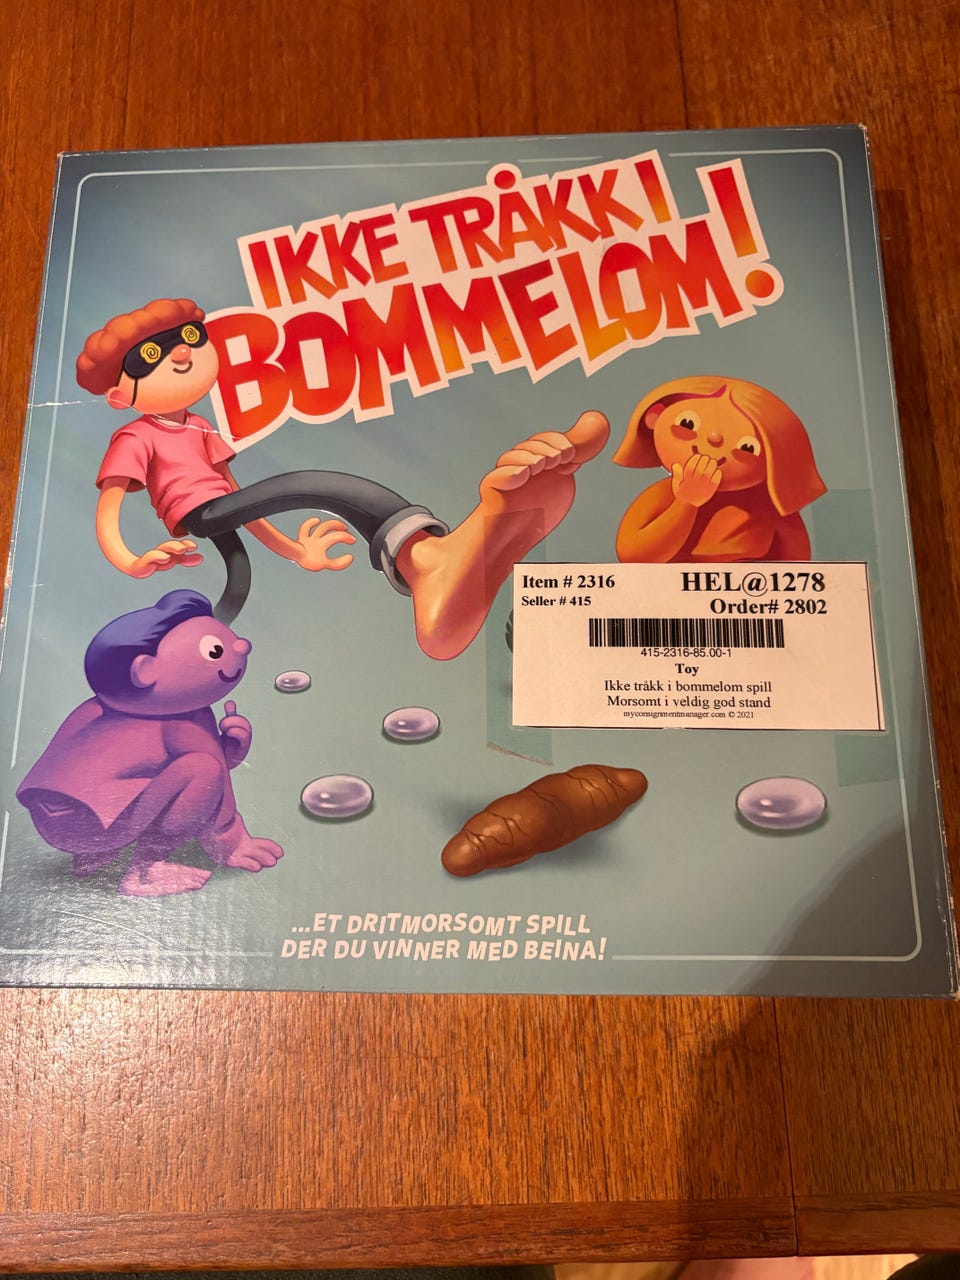 IKKE TRÅKK I
BOMMELOM!
Item # 2316
HEL@1278
Seller # 415
Order# 2802
415-2316-85.00-1
Toy
Ikke tråkk i bommelom spill
Morsomt i veldig god stand
myconsignmentmanager.com © 2021
...ET DRITMORSOMT SPILL
DER DU VINNER MED BEINA!